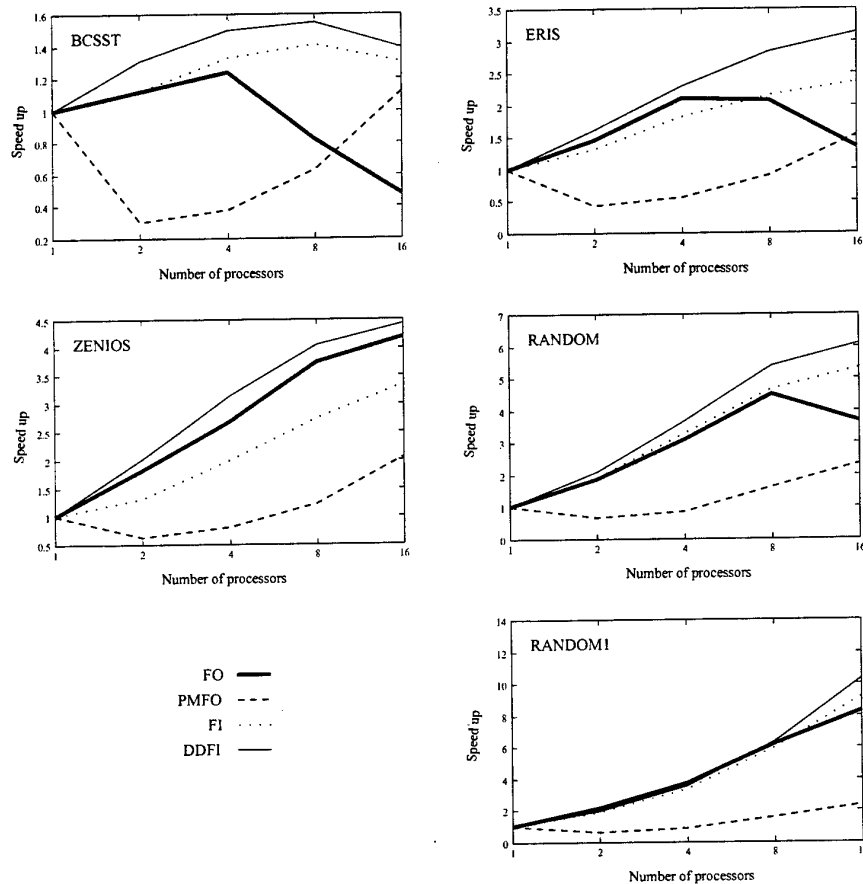 BCSST
1.6
1.4
1.2
1
0.8
0.6
0.4
0.2
Speed up
1 2 4 8 16
Number of processors
ERIS
3.5
3
2.5
2
1.5
1
0.5
0
Speed up
1 2 4 8 16
Number of processors
ZENIOS
4.5
4
3.5
3
2.5
2
1.5
1
0.5
Speed up
1 2 4 8 16
Number of processors
RANDOM
7
6
5
4
3
2
1
0
Speed up
1 2 4 8 16
Number of processors
FO
PMFO
FI
DDFI
RANDOM1
14
12
10
8
6
4
2
0
Speed up
1 2 4 8 1
Number of processors